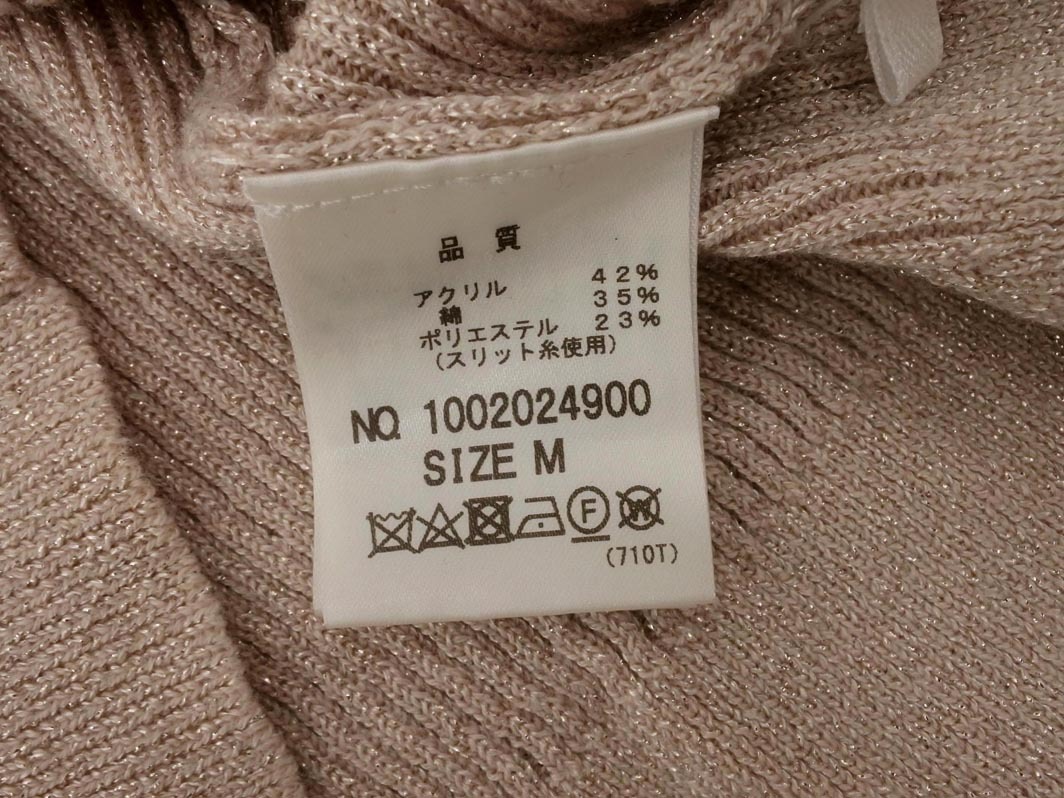 品 質
アクリル 42%
綿 35%
ポリエステル 23%
(スリット糸使用)
NO. 1002024900
SIZE M
F W
(710T)